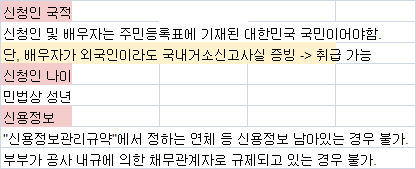 신청인 국적
신청인 및 배우자는 주민등록표에 기재된 대한민국 국민이어야함.
단, 배우자가 외국인이라도 국내거소신고사실 증빙 -> 취급 가능
신청인 나이
민법상 성년
신용정보
"신용정보관리규약"에서 정하는 연체 등 신용정보 남아있는 경우 불가.
부부가 공사 내규에 의한 채무관계자로 규제되고 있는 경우 불가.